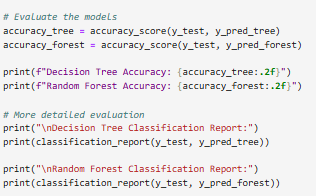 # Evaluate the models
accuracy_tree = accuracy_score(y_test, y_pred_tree)
accuracy_forest = accuracy_score(y_test, y_pred_forest)
print(f"Decision Tree Accuracy: {accuracy_tree:.2f}")
print(f"Random Forest Accuracy: {accuracy_forest:.2f}")
# More detailed evaluation
print("\nDecision Tree Classification Report:")
print(classification_report(y_test, y_pred_tree))
print("\nRandom Forest Classification Report:")
print(classification_report(y_test, y_pred_forest))